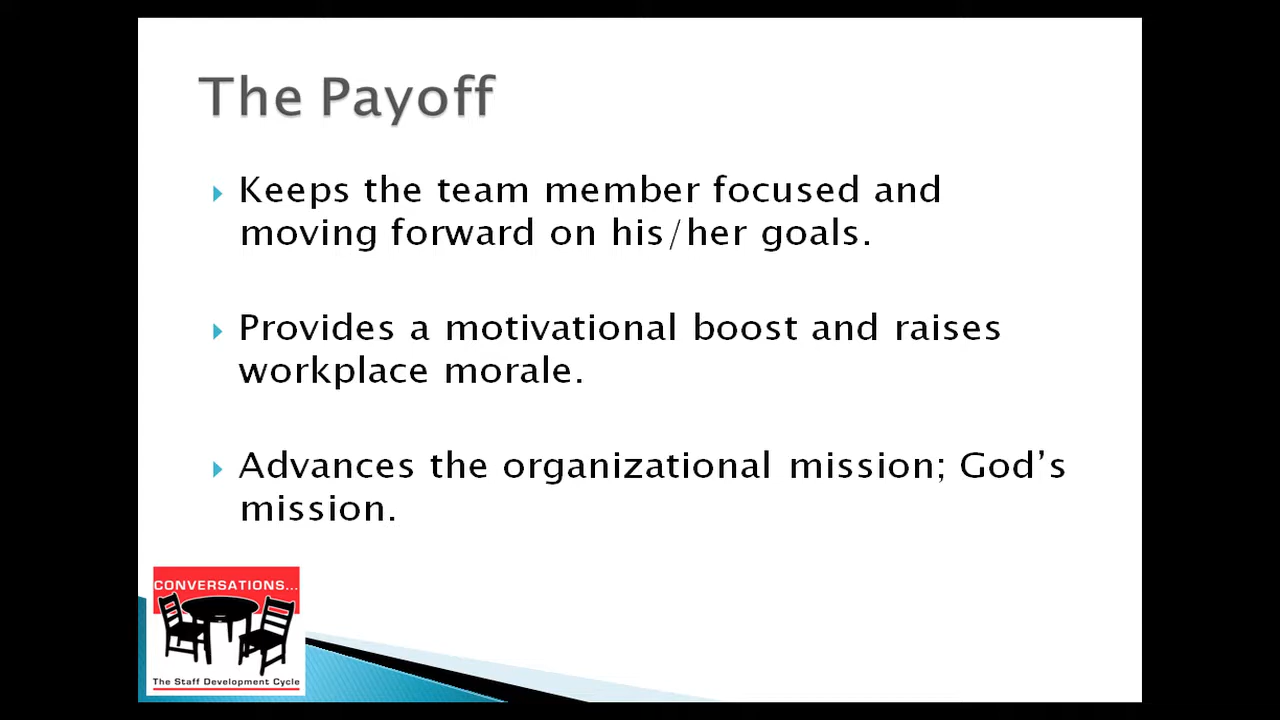 The Payoff
Keeps the team member focused and
moving forward on his/her goals.
Provides a motivational boost and raises
workplace morale.
Advances the organizational mission; God’s
mission.
CONVERSATIONS...
The Staff Development Cycle